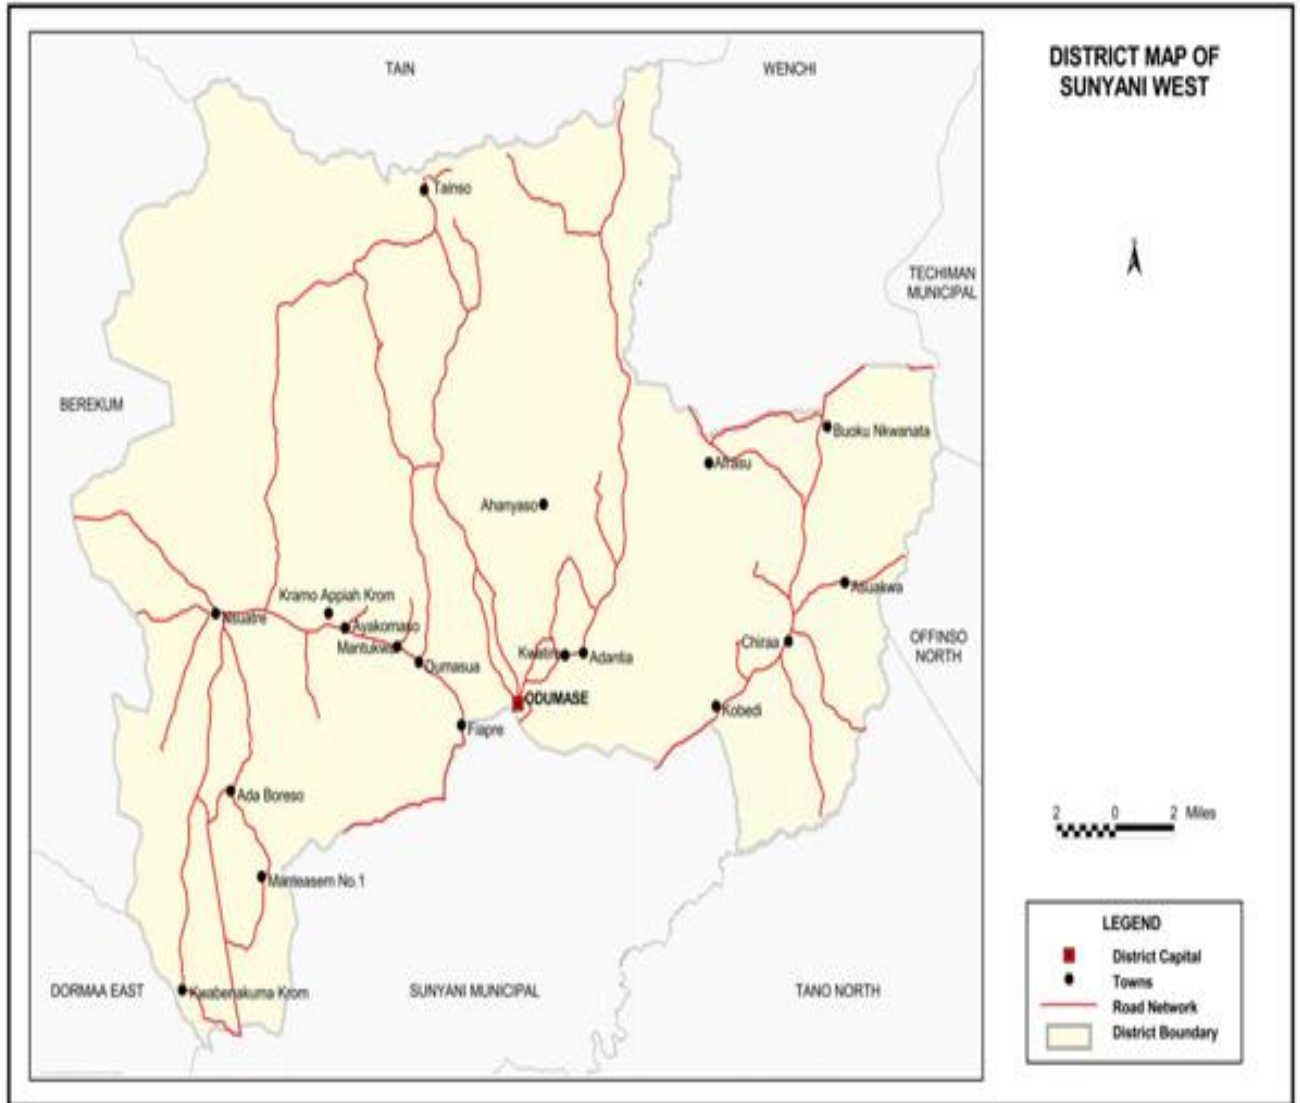 DISTRICT MAP OF
SUNYANI WEST
TAIN
WENCHI
Tainso
TECHIMAN
MUNICIPAL
BEREKUM
Buoku Nkwanata
Afrasu
Ahanyaso
Asuakwa
Kramo Appiah Krom
Nsuatre
Ayakomaso
Mantukwa
Dumasua
Kwatire
Adantia
Chiraa
OFFINSO
NORTH
ODUMASE
Kobedi
Fiapre
Ada Boreso
2 0 2 Miles
Manteasem No.1
LEGEND
District Capital
Towns
Road Network
District Boundary
DORMAA EAST
Kwabenakuma Krom
SUNYANI MUNICIPAL
TANO NORTH